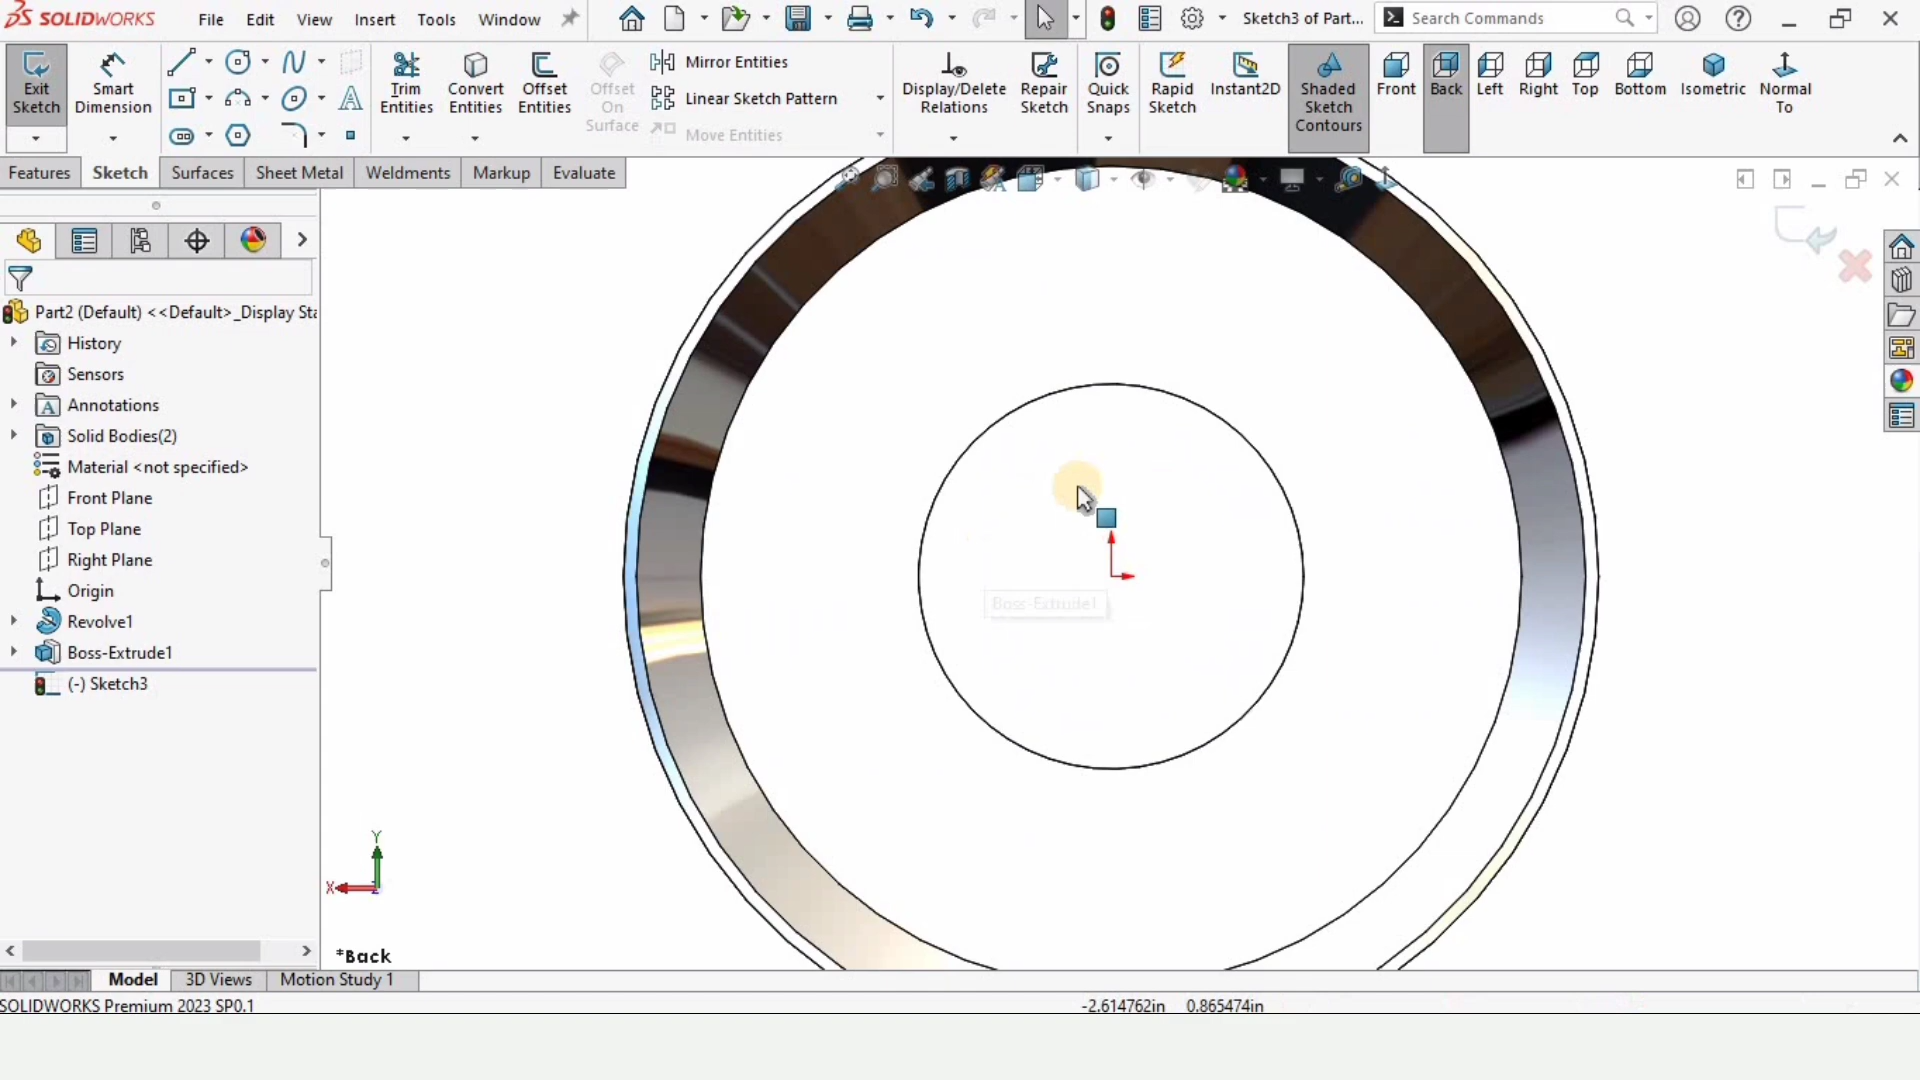 SOLIDWORKS File Edit View Insert Tools Window Sketch3 of Part... Search Commands
Exit Sketch
Smart Dimension
Trim Entities
Convert Entities
Offset Entities
Offset On Surface
Mirror Entities
Linear Sketch Pattern
Move Entities
Display/Delete Relations
Repair Sketch
Quick Snaps
Rapid Sketch
Instant2D
Shaded Sketch Contours
Front
Back
Left
Right
Top
Bottom
Isometric
Normal To
Features Sketch Surfaces Sheet Metal Weldments Markup Evaluate
Part2 (Default) <<Default>_Display Sta
History
Sensors
Annotations
Solid Bodies(2)
Material <not specified>
Front Plane
Top Plane
Right Plane
Origin
Revolve1
Boss-Extrude1
(-) Sketch3
Boss-Extrude1
Y
X
*Back
Model 3D Views Motion Study 1
SOLIDWORKS Premium 2023 SP0.1 -2.614762in 0.865474in